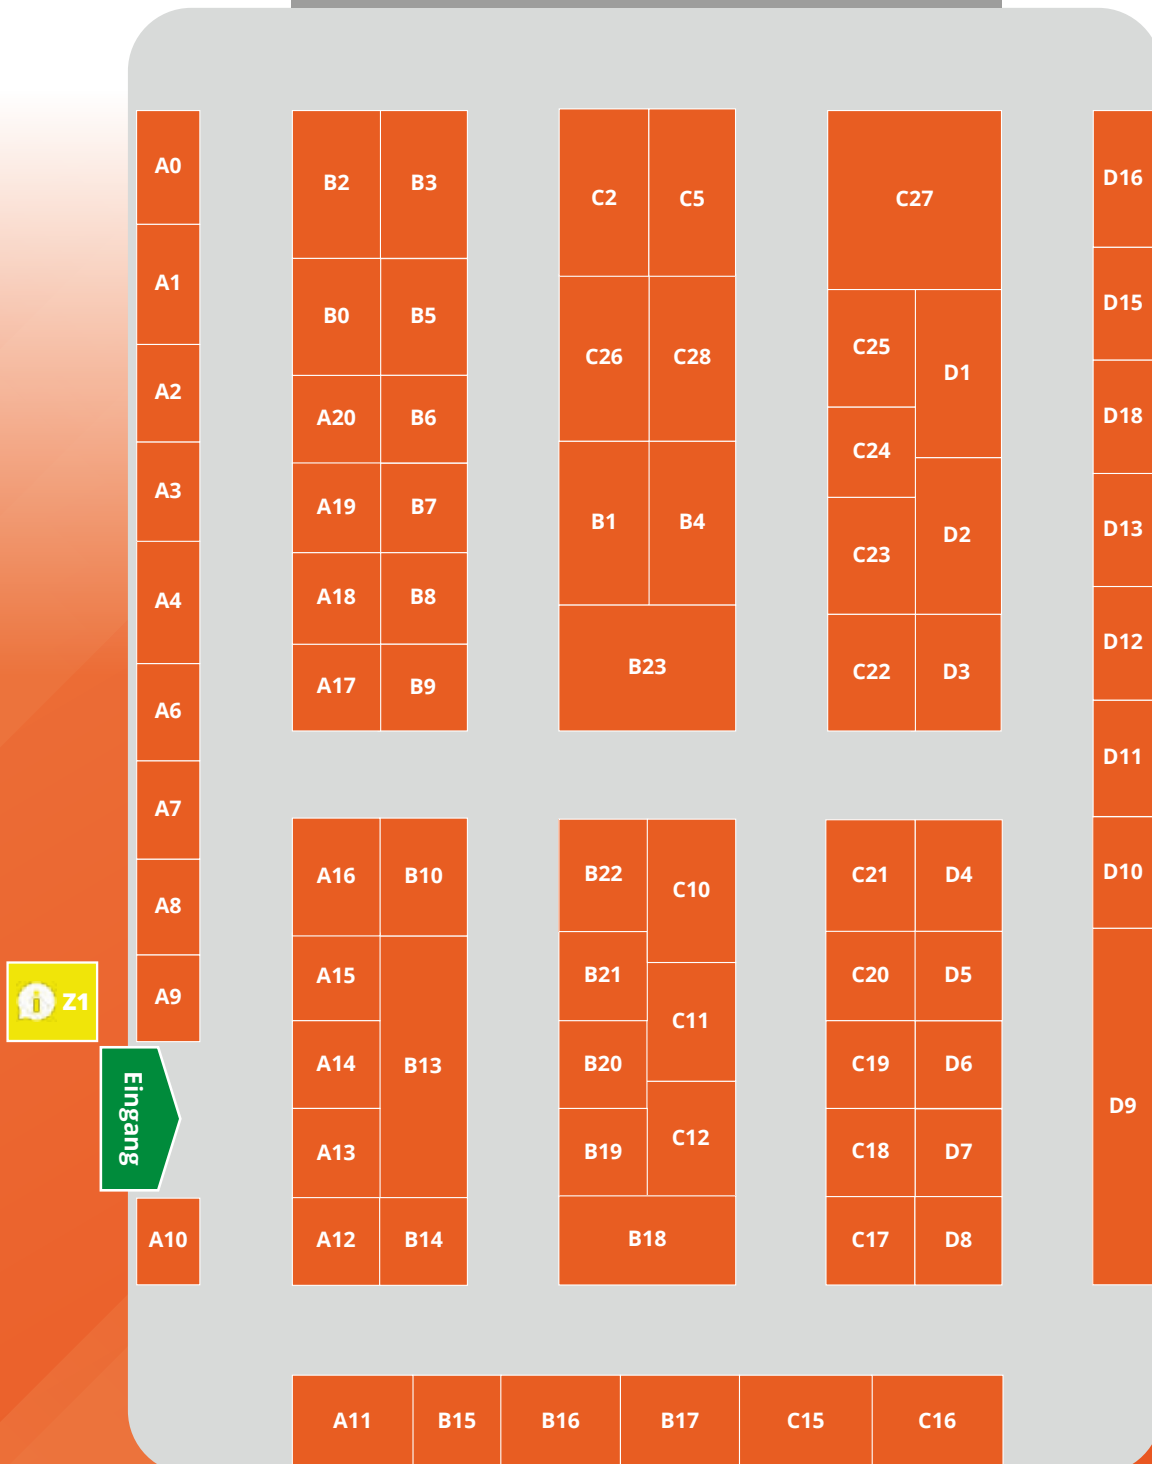 A0
A1
A2
A3
A4
A6
A7
A8
A9
Z1
Eingang
A10
B2 B3
B0 B5
A20 B6
A19 B7
A18 B8
A17 B9
A16 B10
A15
A14 B13
A13
A12 B14
C2 C5
C26 C28
B1 B4
B23
B22 C10
B21 C11
B20
B19 C12
B18
C27
C25 D1
C24
C23 D2
C22 D3
C21 D4
C20 D5
C19 D6
C18 D7
C17 D8
D16
D15
D18
D13
D12
D11
D10
D9
A11 B15 B16 B17 C15 C16